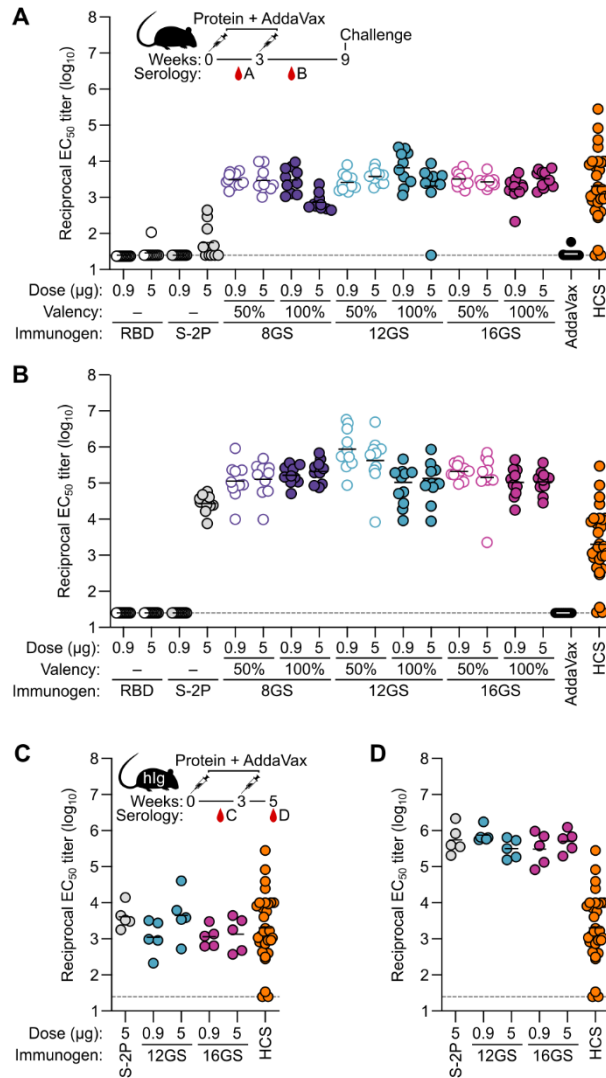 A
Protein + AddaVax
Challenge
Weeks: 0 3 9
Serology: A B
Reciprocal EC50 titer (log10)
8
7
6
5
4
3
2
1
Dose (µg): 0.9 5 0.9 5 0.9 5 0.9 5 0.9 5 0.9 5 0.9 5 0.9 5
Valency: – – 50% 100% 50% 100% 50% 100%
Immunogen: RBD S-2P 8GS 12GS 16GS
AddaVax
HCS
B
Reciprocal EC50 titer (log10)
8
7
6
5
4
3
2
1
Dose (µg): 0.9 5 0.9 5 0.9 5 0.9 5 0.9 5 0.9 5 0.9 5 0.9 5
Valency: – – 50% 100% 50% 100% 50% 100%
Immunogen: RBD S-2P 8GS 12GS 16GS
AddaVax
HCS
C
Protein + AddaVax
hIg
Weeks: 0 3 5
Serology: C D
Reciprocal EC50 titer (log10)
8
7
6
5
4
3
2
1
Dose (µg): 5 0.9 5 0.9 5
Immunogen: S-2P 12GS 16GS HCS
D
Reciprocal EC50 titer (log10)
8
7
6
5
4
3
2
1
5 0.9 5 0.9 5
S-2P 12GS 16GS HCS